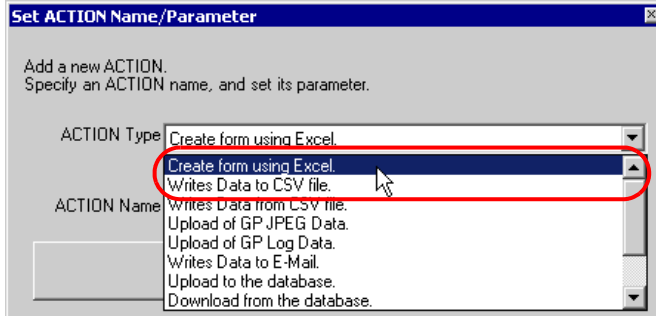 Set ACTION Name/Parameter
Add a new ACTION.
Specify an ACTION name, and set its parameter.
ACTION Type
Create form using Excel.
Create form using Excel.
Writes Data to CSV file.
ACTION Name
Writes Data from CSV file.
Upload of GP JPEG Data.
Upload of GP Log Data.
Writes Data to E-Mail.
Upload to the database.
Download from the database.